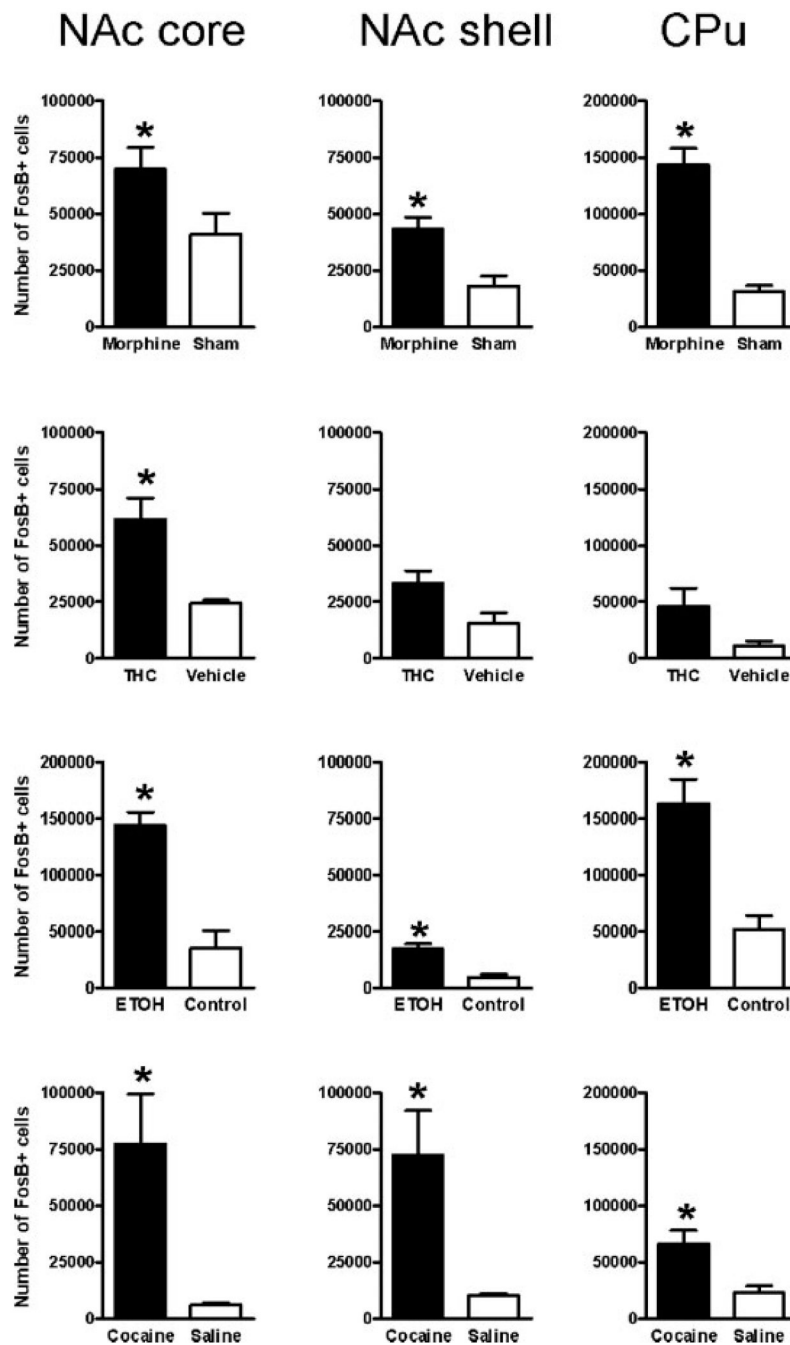 NAc core NAc shell CPu
Number of FosB+ cells
100000 75000 50000 25000 0
*
Morphine Sham
100000 75000 50000 25000 0
*
Morphine Sham
200000 150000 100000 50000 0
*
Morphine Sham
Number of FosB+ cells
100000 75000 50000 25000 0
*
THC Vehicle
100000 75000 50000 25000 0
THC Vehicle
200000 150000 100000 50000 0
THC Vehicle
Number of FosB+ cells
200000 150000 100000 50000 0
*
ETOH Control
100000 75000 50000 25000 0
*
ETOH Control
200000 150000 100000 50000 0
*
ETOH Control
Number of FosB+ cells
100000 75000 50000 25000 0
*
Cocaine Saline
100000 75000 50000 25000 0
*
Cocaine Saline
200000 150000 100000 50000 0
*
Cocaine Saline